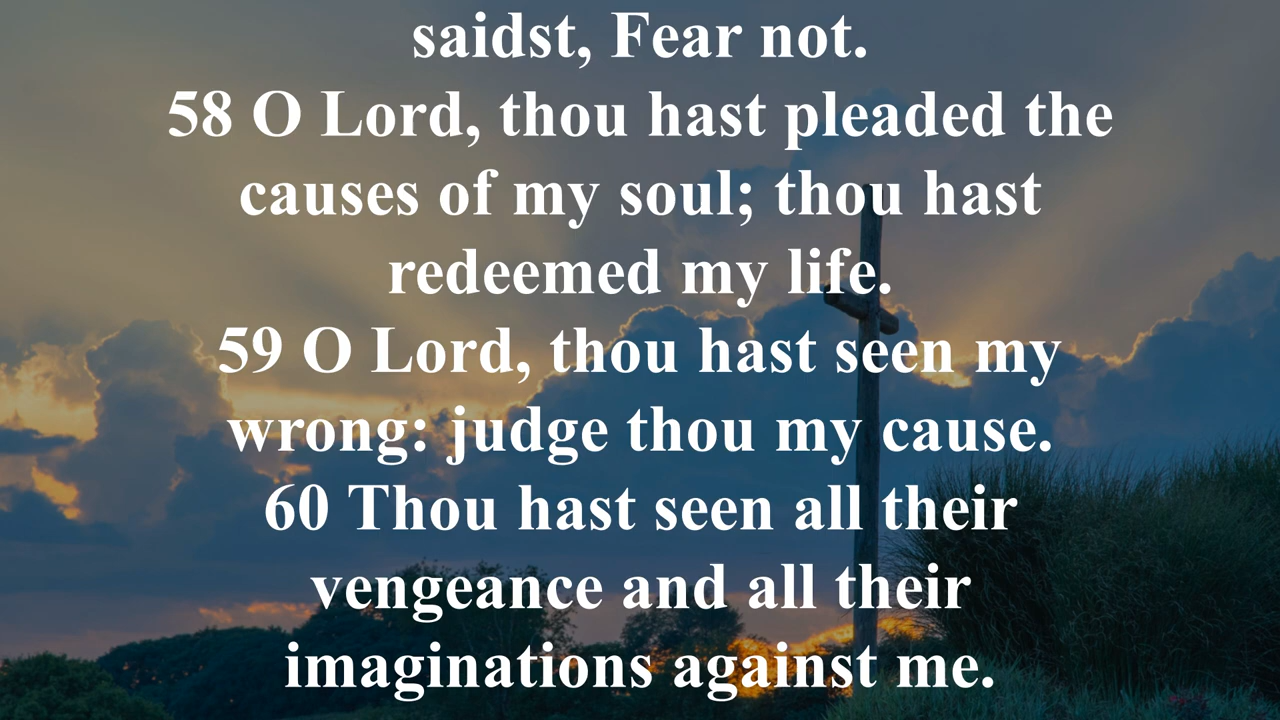 saidst, Fear not.
58 O Lord, thou hast pleaded the
causes of my soul; thou hast
redeemed my life.
59 O Lord, thou hast seen my
wrong: judge thou my cause.
60 Thou hast seen all their
vengeance and all their
imaginations against me.